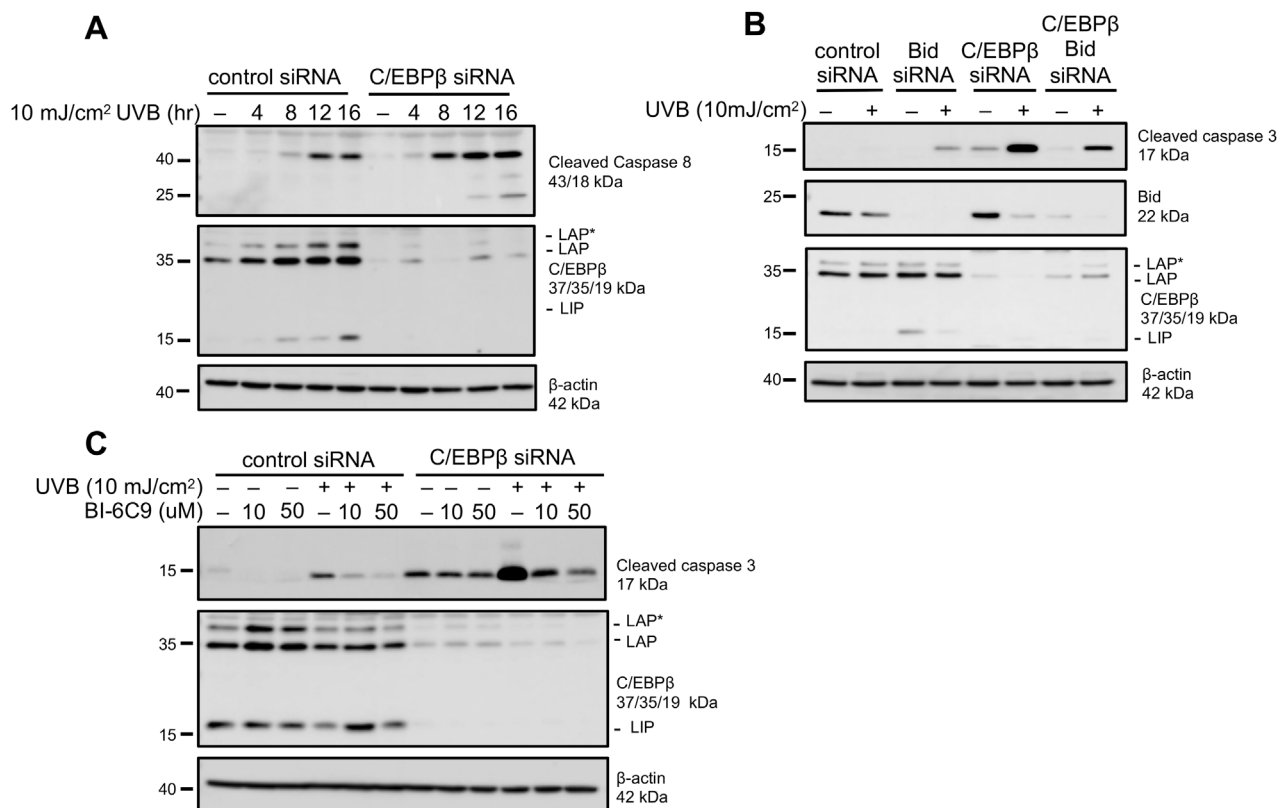 A
control siRNA C/EBPβ siRNA
10 mJ/cm² UVB (hr) – 4 8 12 16 – 4 8 12 16
40
25
Cleaved Caspase 8
43/18 kDa
35
15
- LAP*
- LAP
C/EBPβ
37/35/19 kDa
- LIP
40
β-actin
42 kDa
B
control siRNA
Bid siRNA
C/EBPβ siRNA
C/EBPβ Bid siRNA
UVB (10mJ/cm²) – + – + – + – +
15
Cleaved caspase 3
17 kDa
25
Bid
22 kDa
35
15
- LAP*
- LAP
C/EBPβ
37/35/19 kDa
- LIP
40
β-actin
42 kDa
C
control siRNA C/EBPβ siRNA
UVB (10 mJ/cm²) – – – + + + – – – + + +
BI-6C9 (uM) – 10 50 – 10 50 – 10 50 – 10 50
15
Cleaved caspase 3
17 kDa
35
15
- LAP*
- LAP
C/EBPβ
37/35/19 kDa
- LIP
40
β-actin
42 kDa